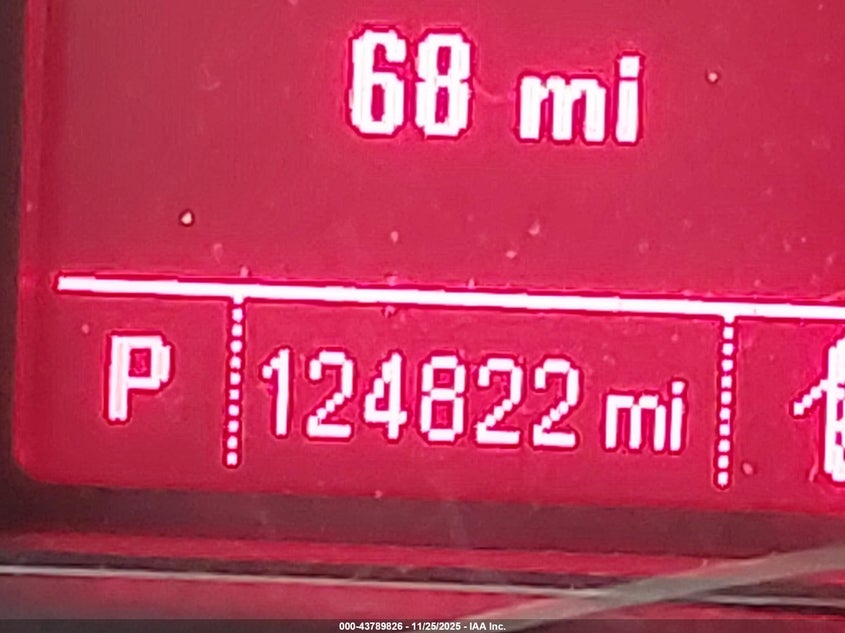 68 mi
P 124822 mi
000-43789826 - 11/25/2025 - IAA Inc.